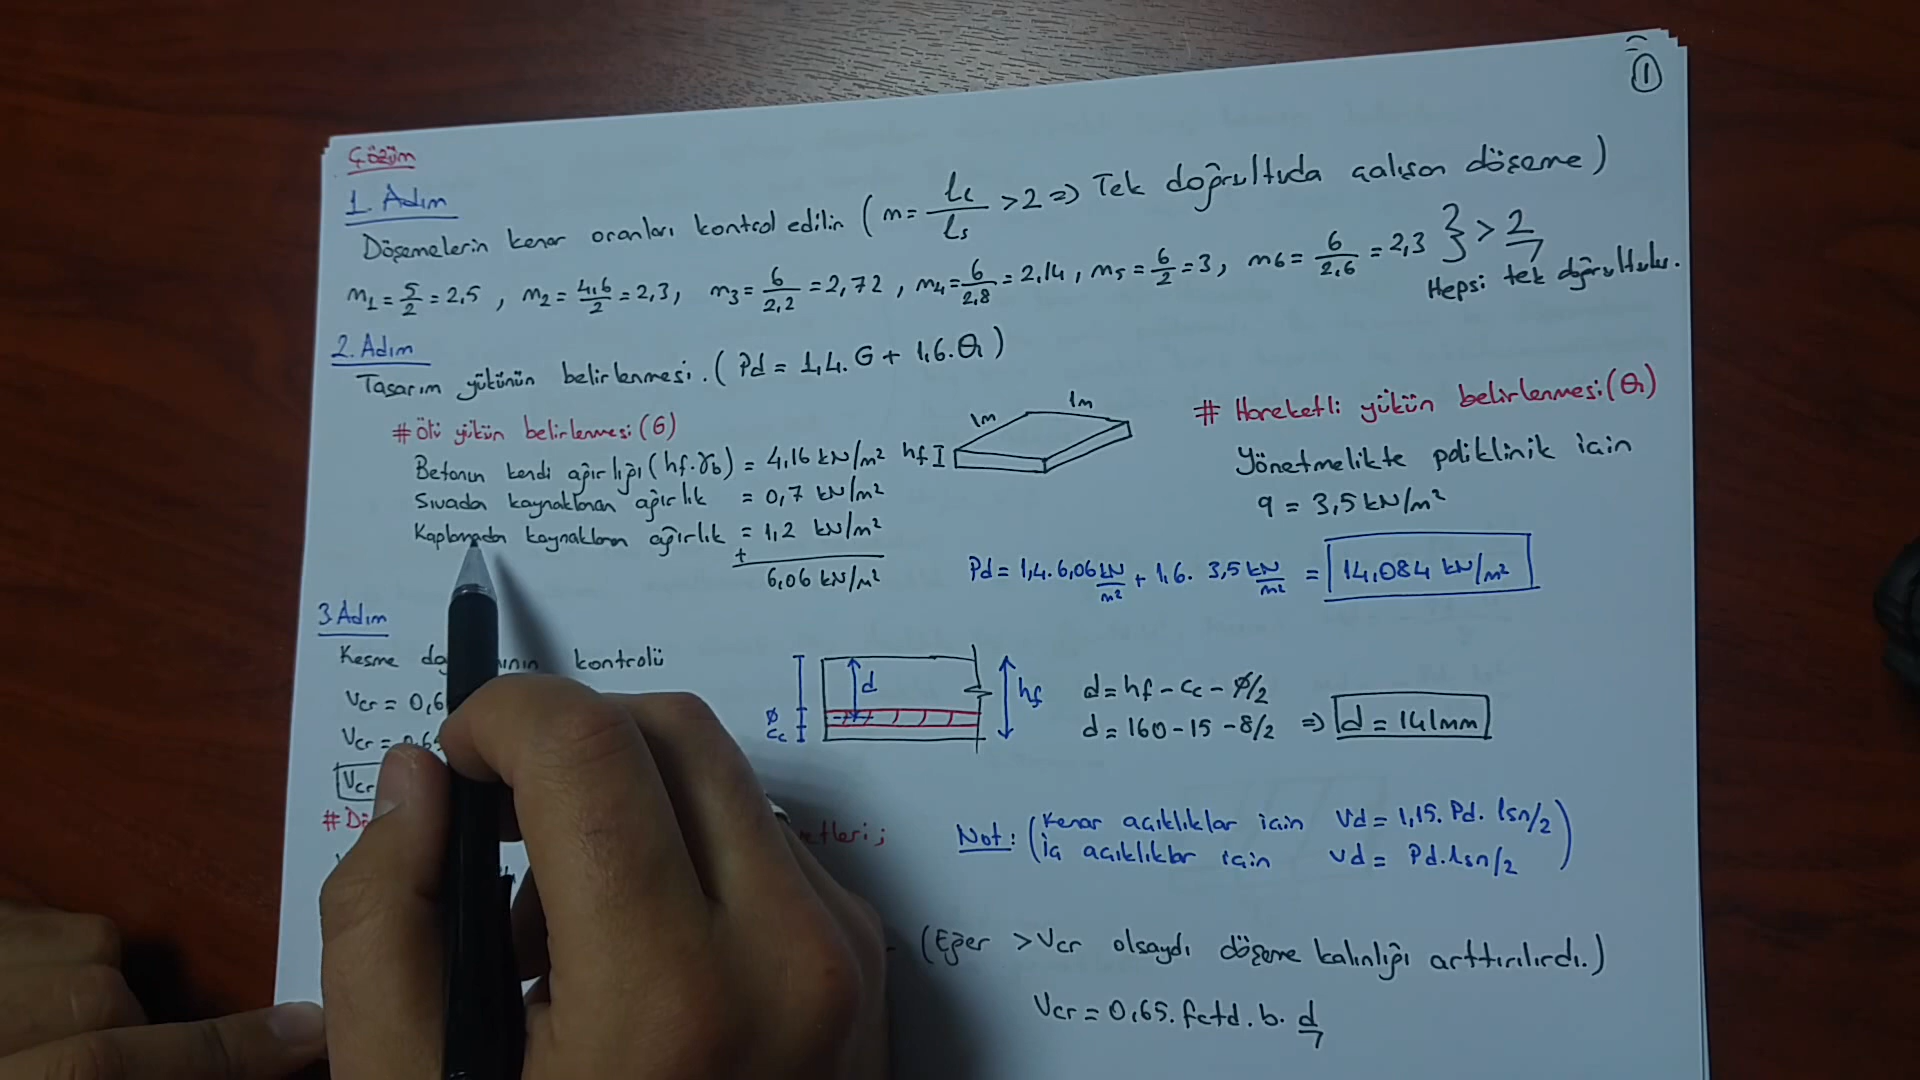 1
Çözüm
1. Adım
Döşemelerin kenar oranları kontrol edilir (m = lℓ/ls > 2 => Tek doğrultuda çalışan döşeme)
m1 = 5/2 = 2,5 , m2 = 4,6/2 = 2,3, m3 = 6/2,2 = 2,72 , m4 = 6/2,8 = 2,14 , m5 = 6/2 = 3, m6 = 6/2,6 = 2,3 } > 2
Hepsi tek doğrultulu.
2. Adım
Tasarım yükünün belirlenmesi. (Pd = 1,4.G + 1,6.Q)
# Ölü yükün belirlenmesi (G)
Betonun kendi ağırlığı (hf.γb) = 4,16 kN/m²
Sıvadan kaynaklanan ağırlık = 0,7 kN/m²
Kaplamadan kaynaklanan ağırlık = 1,2 kN/m²
+
6,06 kN/m²
hf
1m
1m
# Hareketli yükün belirlenmesi (Q)
Yönetmelikte poliklinik için
q = 3,5 kN/m²
Pd = 1,4. 6,06 kN/m² + 1,6. 3,5 kN/m² = 14,084 kN/m²
3. Adım
Kesme kontrolü
Vcr = 0,6
Vcr = 0,65
Vcr
d
hf
ø
cc
d = hf - cc - ø/2
d = 160 - 15 - 8/2 => d = 141mm
Not: (Kenar açıklıklar için Vd = 1,15. Pd. lsn/2
İç açıklıklar için Vd = Pd.lsn/2)
(Eğer > Vcr olsaydı döşeme kalınlığı arttırılırdı.)
Vcr = 0,65. fctd. b. d